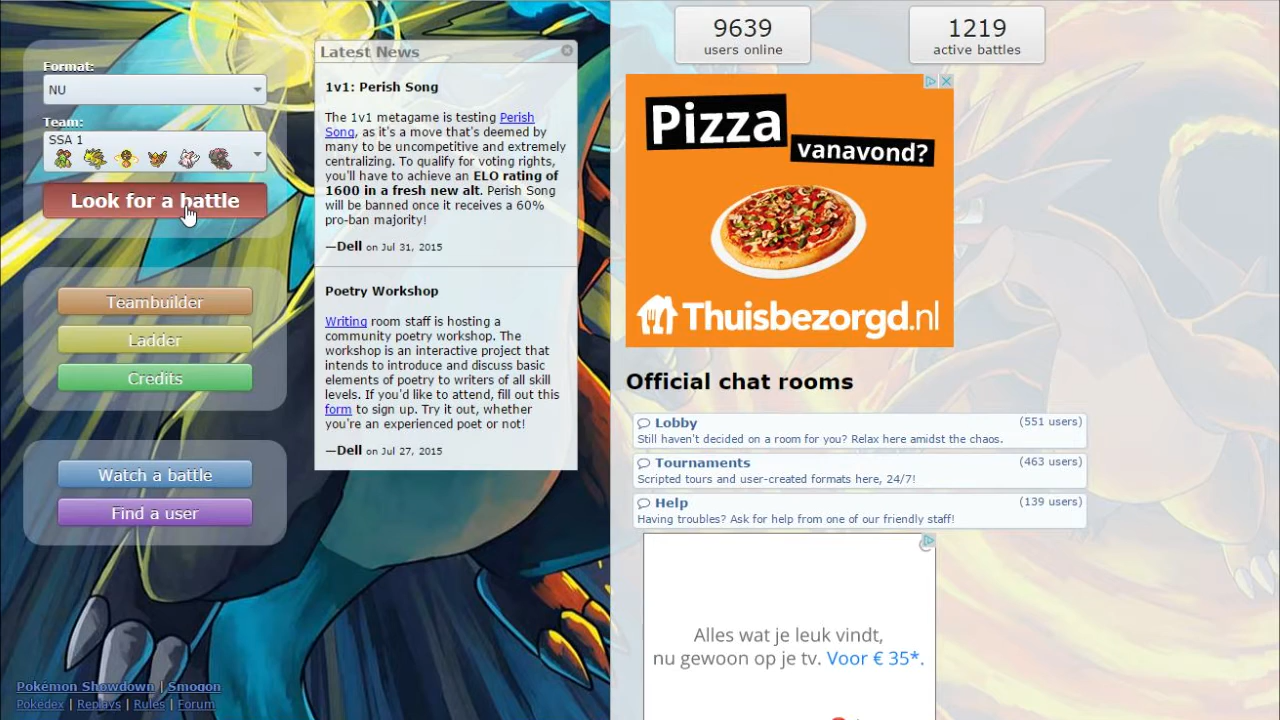 Format:
NU
Team:
SSA 1
Look for a battle
Teambuilder
Ladder
Credits
Watch a battle
Find a user
Pokémon Showdown | Smogon
Pokédex | Replays | Rules | Forum
Latest News
1v1: Perish Song
The 1v1 metagame is testing Perish
Song, as it's a move that's deemed by
many to be uncompetitive and extremely
centralizing. To qualify for voting rights,
you'll have to achieve an ELO rating of
1600 in a fresh new alt. Perish Song
will be banned once it receives a 60%
pro-ban majority!
—Dell on Jul 31, 2015
Poetry Workshop
Writing room staff is hosting a
community poetry workshop. The
workshop is an interactive project that
intends to introduce and discuss basic
elements of poetry to writers of all skill
levels. If you'd like to attend, fill out this
form to sign up. Try it out, whether
you're an experienced poet or not!
—Dell on Jul 27, 2015
9639
users online
1219
active battles
Pizza
vanavond?
Thuisbezorgd.nl
Official chat rooms
Lobby (551 users)
Still haven't decided on a room for you? Relax here amidst the chaos.
Tournaments (463 users)
Scripted tours and user-created formats here, 24/7!
Help (139 users)
Having troubles? Ask for help from one of our friendly staff!
Alles wat je leuk vindt,
nu gewoon op je tv. Voor € 35*.